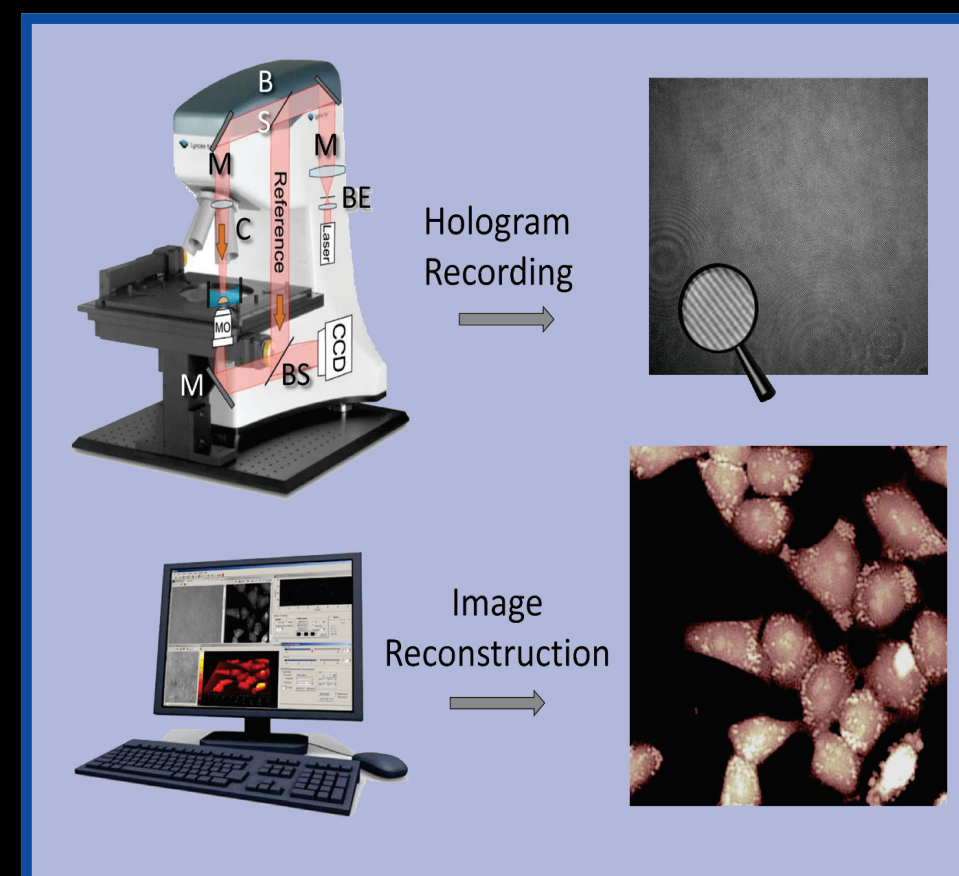 B
S
M
M
BE
Reference
Laser
C
MO
CCD
M
BS
Hologram
Recording
Image
Reconstruction